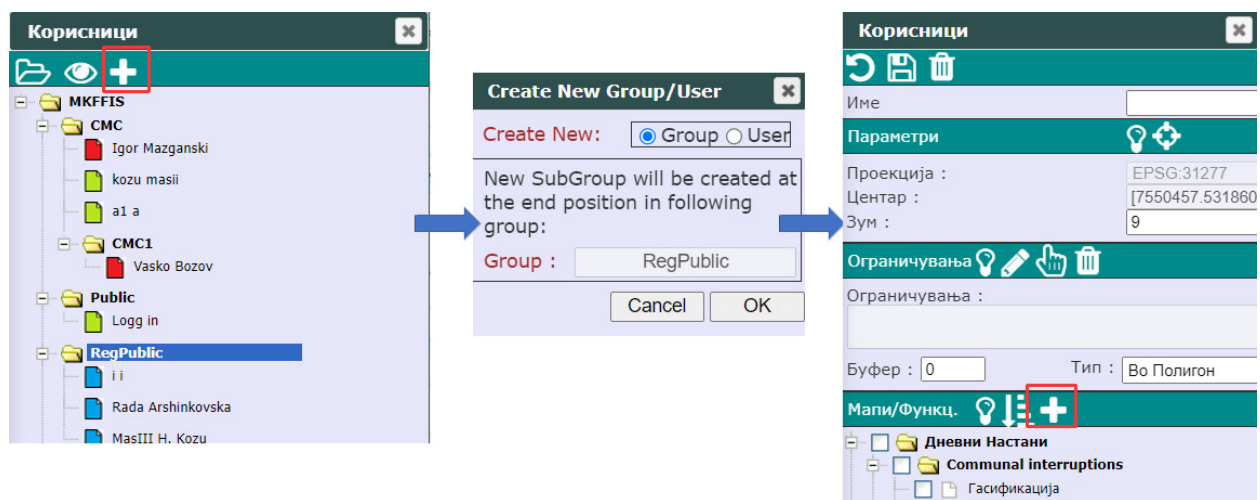 Корисници
MKFFIS
CMC
Igor Mazganski
kozu masii
a1 a
CMC1
Vasko Bozov
Public
Logg in
RegPublic
i i
Rada Arshinkovska
MasIII H. Kozu
Create New Group/User
Create New: Group User
New SubGroup will be created at
the end position in following
group:
Group : RegPublic
Cancel OK
Корисници
Име
Параметри
Проекција : EPSG:31277
Центар : [7550457.531860
Зум : 9
Ограничувања
Ограничувања :
Буфер : 0 Тип : Во Полигон
Мапи/Функц.
Дневни Настани
Communal interruptions
Гасификација